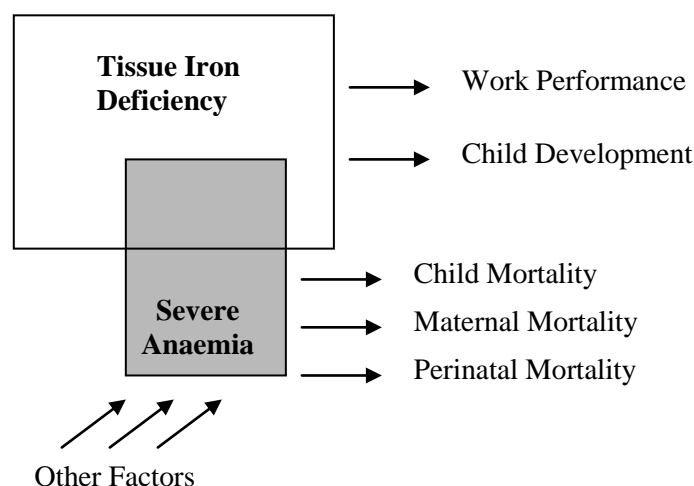 Tissue Iron
Deficiency
Work Performance
Child Development
Child Mortality
Severe
Anaemia
Maternal Mortality
Perinatal Mortality
Other Factors